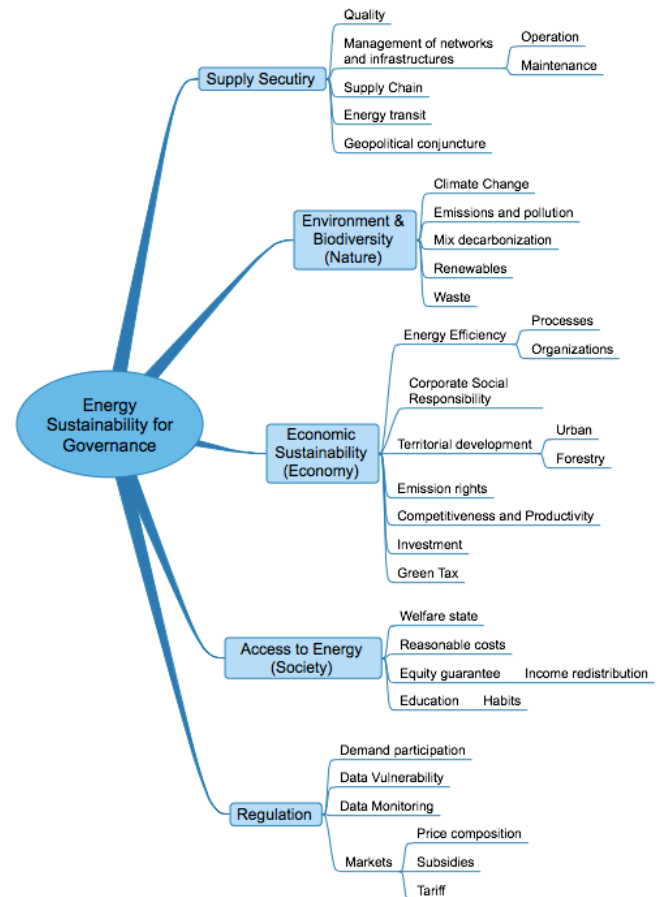 Quality
Management of networks
and infrastructures
Operation
Maintenance
Supply Secutiry
Supply Chain
Energy transit
Geopolitical conjuncture
Climate Change
Environment &
Biodiversity
(Nature)
Emissions and pollution
Mix decarbonization
Renewables
Waste
Energy
Sustainability for
Governance
Economic
Sustainability
(Economy)
Energy Efficiency
Processes
Organizations
Corporate Social
Responsibility
Territorial development
Urban
Forestry
Emission rights
Competitiveness and Productivity
Investment
Green Tax
Access to Energy
(Society)
Welfare state
Reasonable costs
Equity guarantee Income redistribution
Education Habits
Regulation
Demand participation
Data Vulnerability
Data Monitoring
Markets
Price composition
Subsidies
Tariff